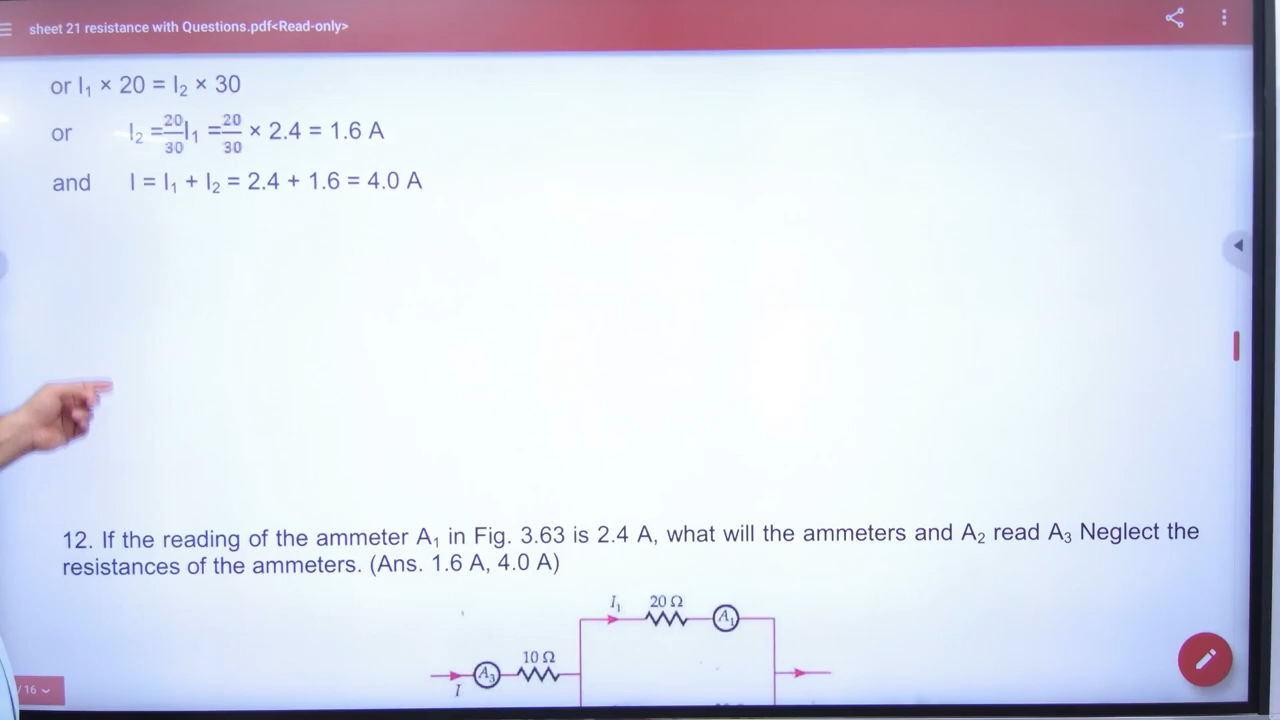 sheet 21 resistance with Questions.pdf<Read-only>
or I₁ × 20 = I₂ × 30
or I₂ = 20/30 I₁ = 20/30 × 2.4 = 1.6 A
and I = I₁ + I₂ = 2.4 + 1.6 = 4.0 A
12. If the reading of the ammeter A₁ in Fig. 3.63 is 2.4 A, what will the ammeters and A₂ read A₃ Neglect the
resistances of the ammeters. (Ans. 1.6 A, 4.0 A)
I₁ 20 Ω A₁
10 Ω
A₃
I
/16